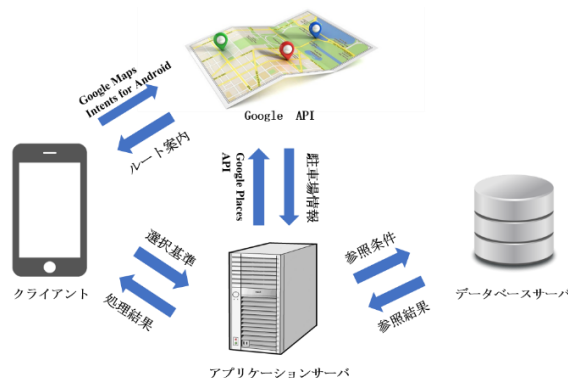 Google Maps
Intents for Android
ルート案内
Google API
Google Places
API
駐車場情報
クライアント
選択基準
処理結果
アプリケーションサーバ
参照条件
参照結果
データベースサーバ